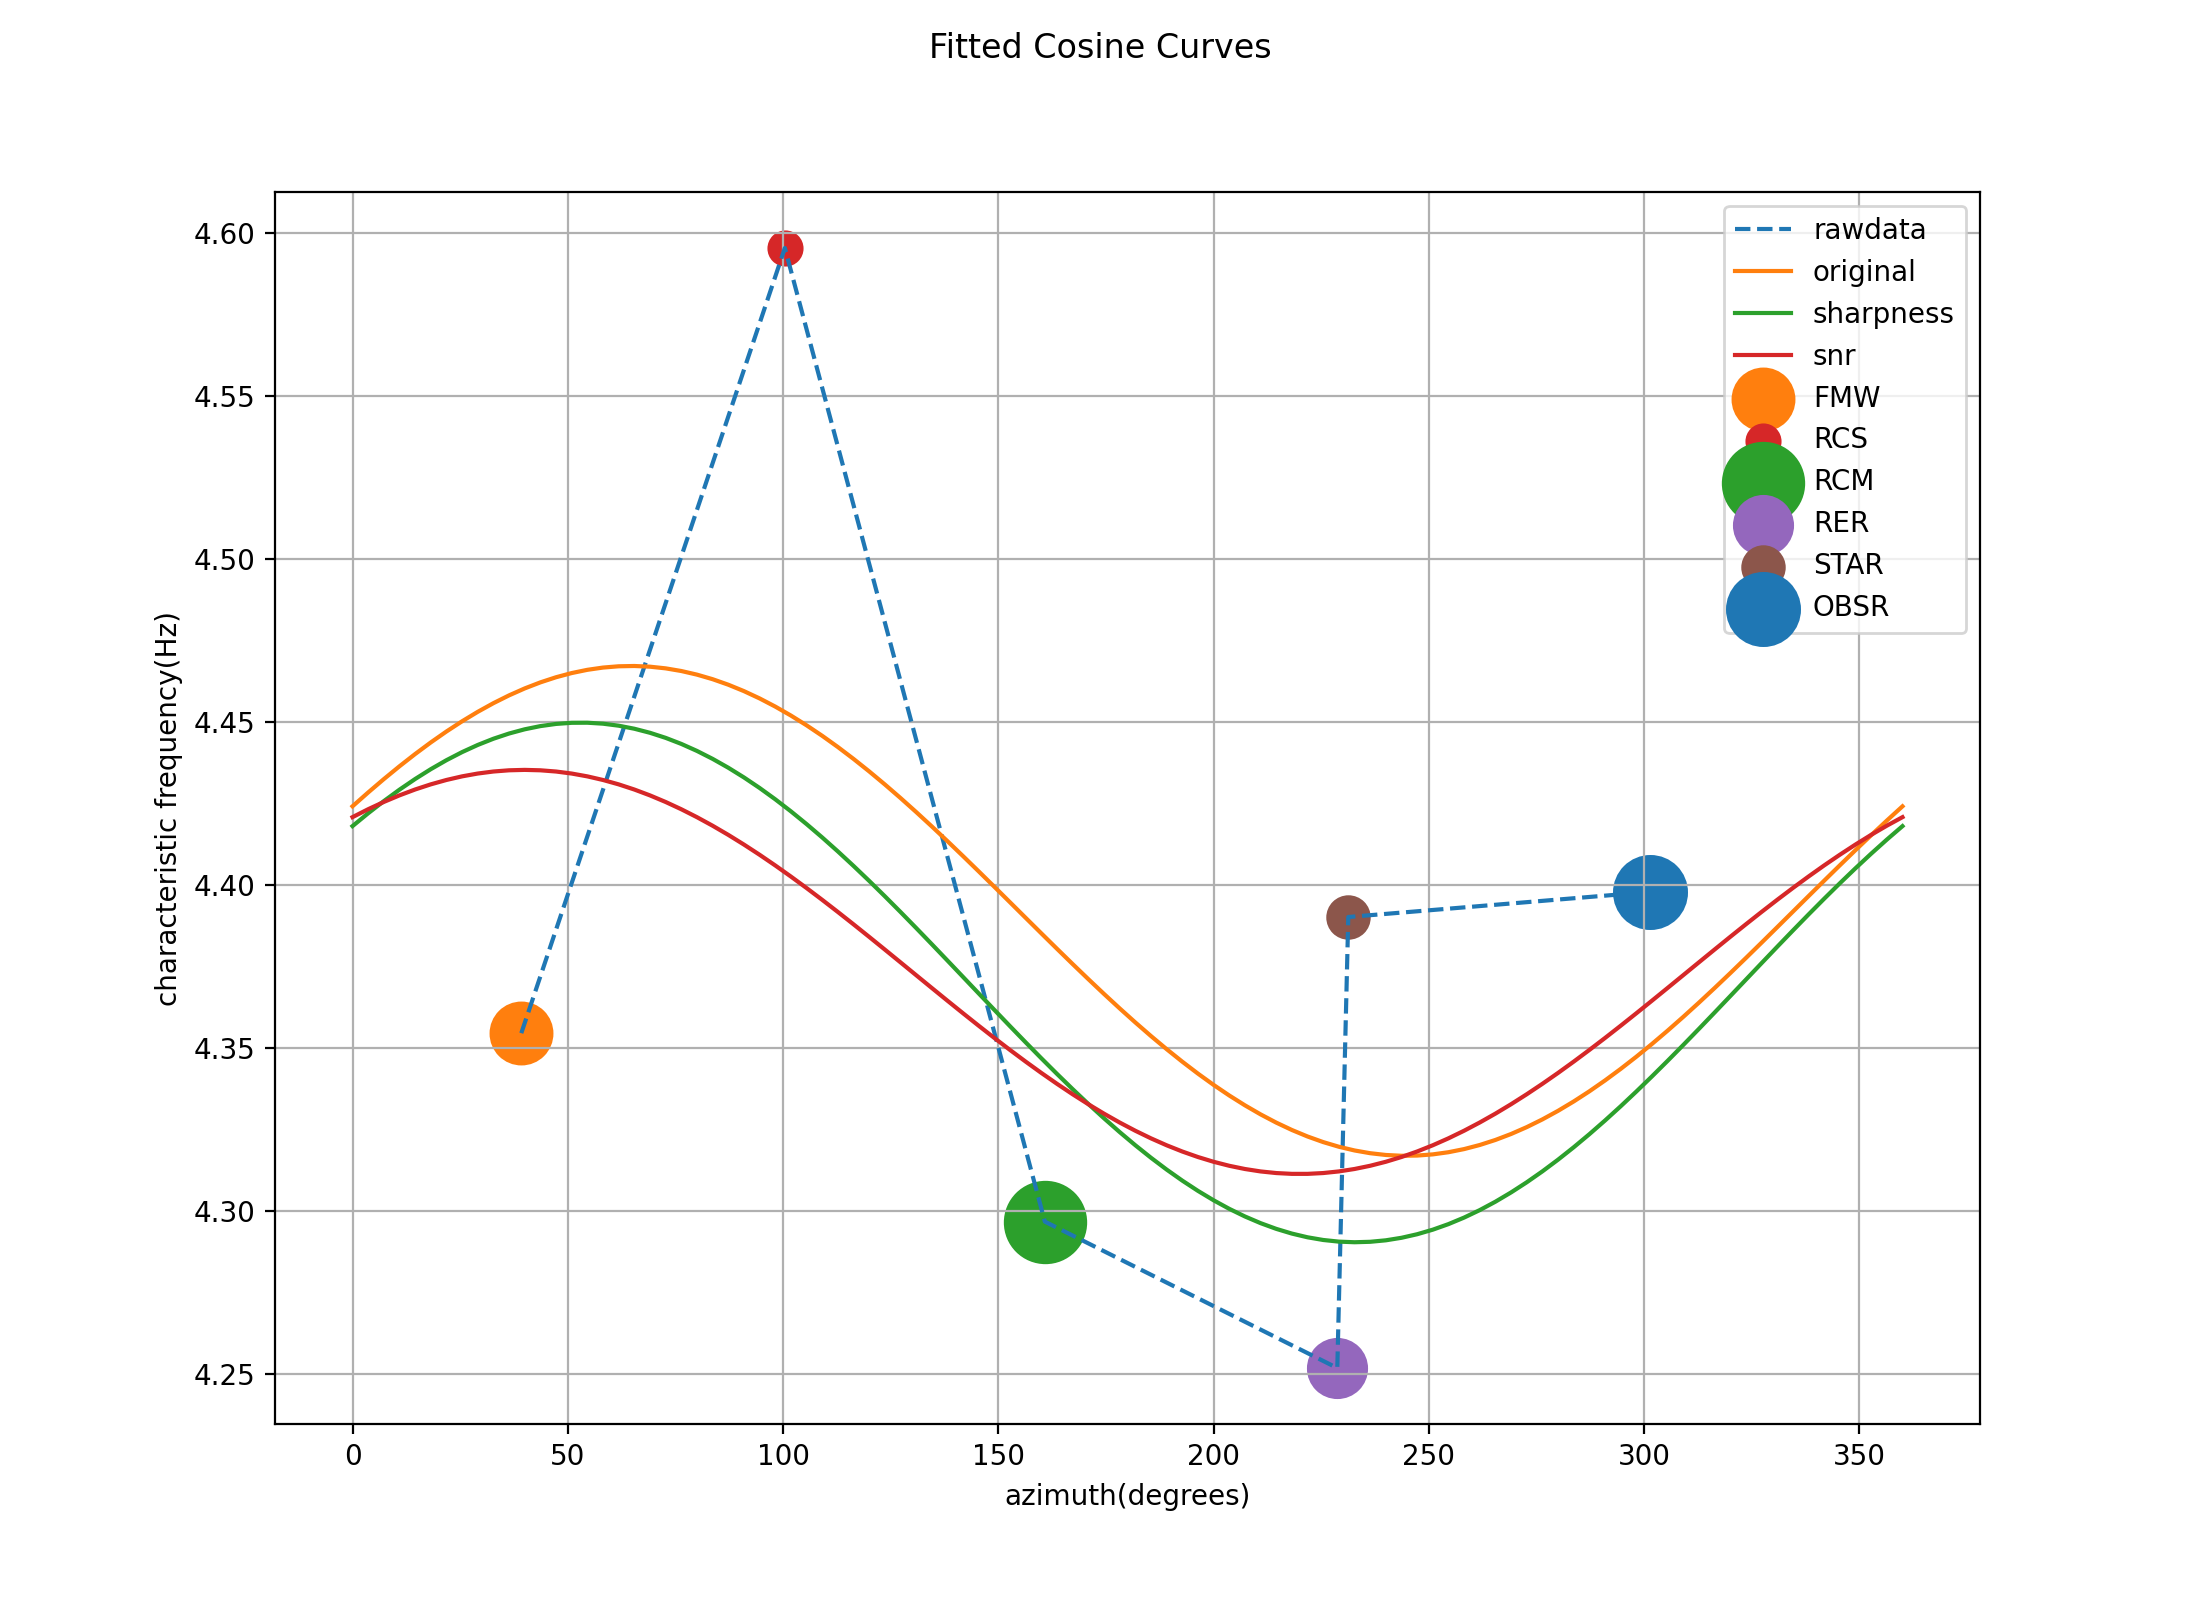 Fitted Cosine Curves
4.60
4.55
4.50
4.45
4.40
4.35
4.30
4.25
characteristic frequency(Hz)
rawdata
original
sharpness
snr
FMW
RCS
RCM
RER
STAR
OBSR
0 50 100 150 200 250 300 350
azimuth(degrees)